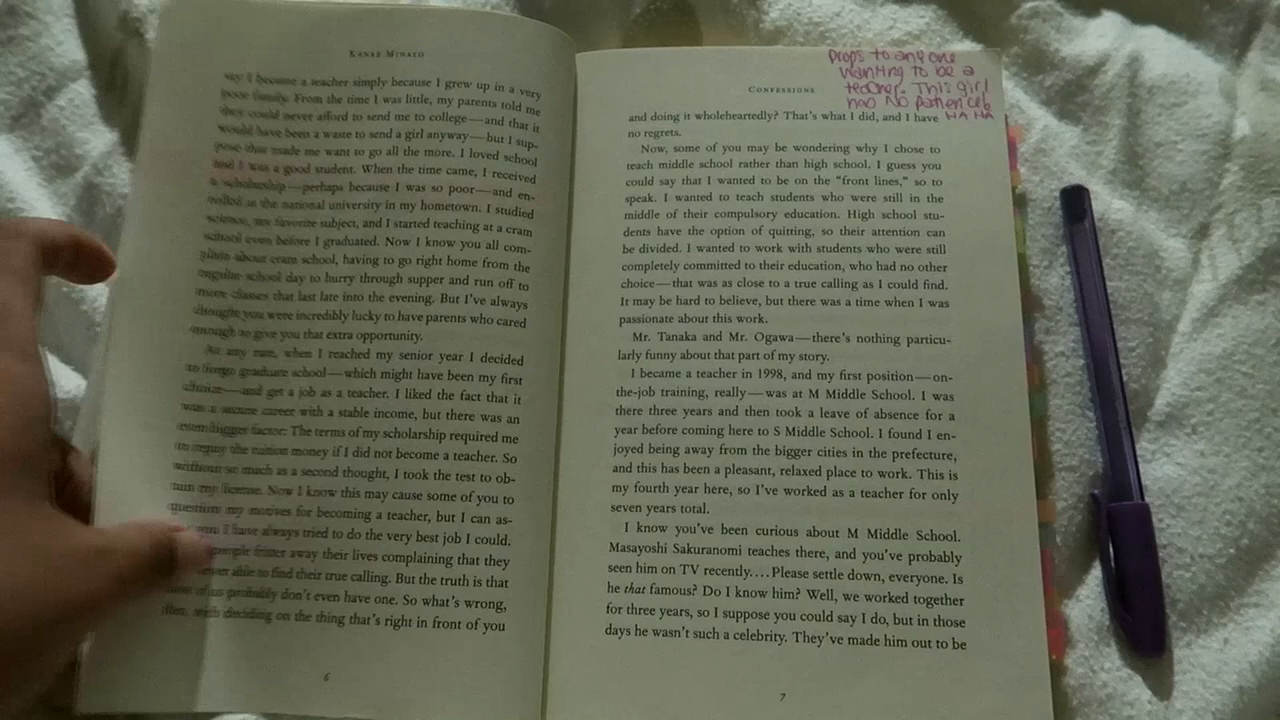 KANAE MINATO
say I became a teacher simply because I grew up in a very
poor family. From the time I was little, my parents told me
they could never afford to send me to college—and that it
would have been a waste to send a girl anyway—but I sup-
pose that made me want to go all the more. I loved school
and I was a good student. When the time came, I received
a scholarship—perhaps because I was so poor—and en-
rolled in the national university in my hometown. I studied
science, my favorite subject, and I started teaching at a cram
school even before I graduated. Now I know you all com-
plain about cram school, having to go right home from the
regular school day to hurry through supper and run off to
more classes that last late into the evening. But I've always
thought you were incredibly lucky to have parents who cared
enough to give you that extra opportunity.
At any rate, when I reached my senior year I decided
to forgo graduate school—which might have been my first
choice—and get a job as a teacher. I liked the fact that it
was a secure career with a stable income, but there was an
even bigger factor: The terms of my scholarship required me
to repay the tuition money if I did not become a teacher. So
without so much as a second thought, I took the test to ob-
tain my license. Now I know this may cause some of you to
question my motives for becoming a teacher, but I can as-
you I have always tried to do the very best job I could.
people fritter away their lives complaining that they
never able to find their true calling. But the truth is that
most of us probably don't even have one. So what's wrong,
then, with deciding on the thing that's right in front of you
6
Props to anyone
wanting to be a
teacher. This girl
has NO patience!
HA HA
CONFESSIONS
and doing it wholeheartedly? That's what I did, and I have
no regrets.
Now, some of you may be wondering why I chose to
teach middle school rather than high school. I guess you
could say that I wanted to be on the "front lines," so to
speak. I wanted to teach students who were still in the
middle of their compulsory education. High school stu-
dents have the option of quitting, so their attention can
be divided. I wanted to work with students who were still
completely committed to their education, who had no other
choice—that was as close to a true calling as I could find.
It may be hard to believe, but there was a time when I was
passionate about this work.
Mr. Tanaka and Mr. Ogawa—there's nothing particu-
larly funny about that part of my story.
I became a teacher in 1998, and my first position—on-
the-job training, really—was at M Middle School. I was
there three years and then took a leave of absence for a
year before coming here to S Middle School. I found I en-
joyed being away from the bigger cities in the prefecture,
and this has been a pleasant, relaxed place to work. This is
my fourth year here, so I've worked as a teacher for only
seven years total.
I know you've been curious about M Middle School.
Masayoshi Sakuranomi teaches there, and you've probably
seen him on TV recently.... Please settle down, everyone. Is
he that famous? Do I know him? Well, we worked together
for three years, so I suppose you could say I do, but in those
days he wasn't such a celebrity. They've made him out to be
7